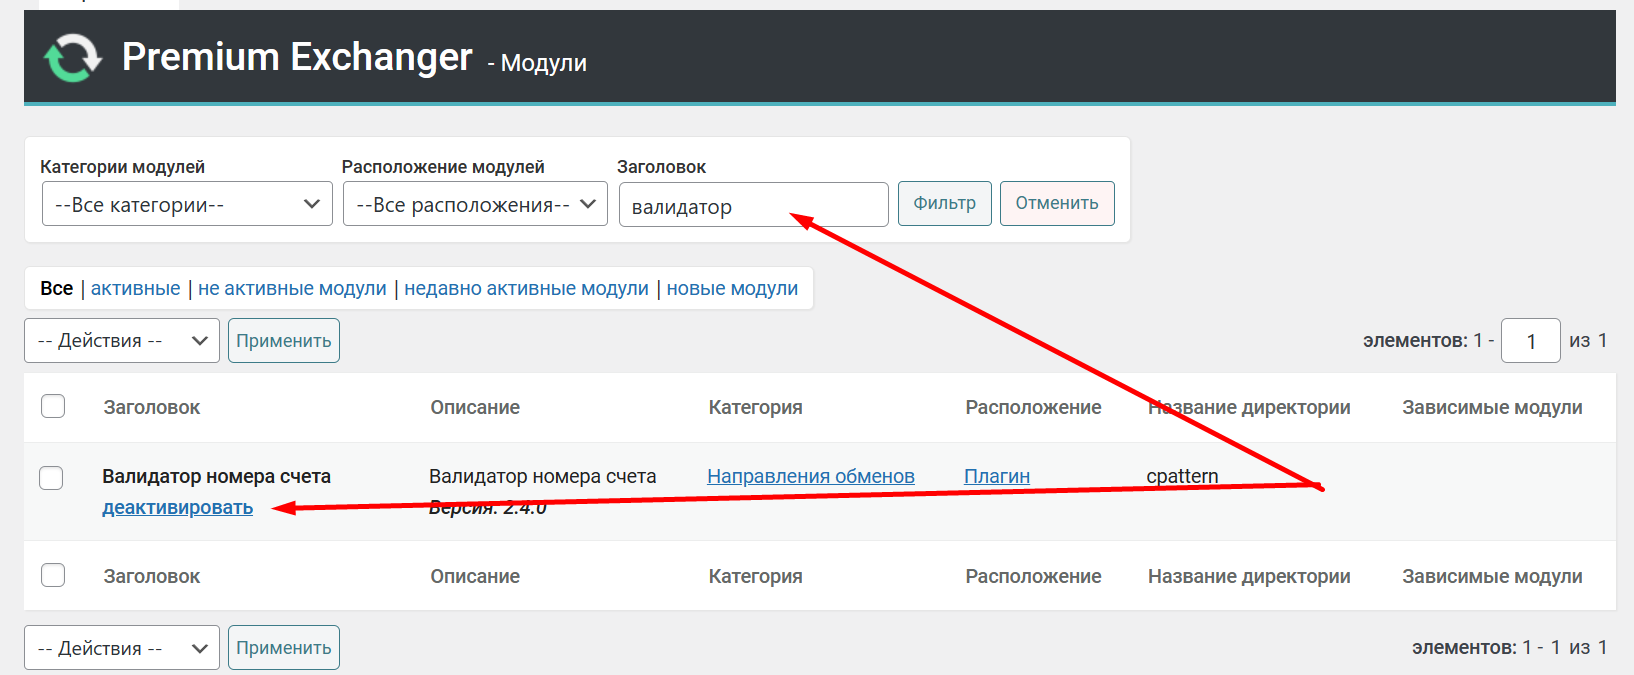 Premium Exchanger - Модули
Категории модулей Расположение модулей Заголовок
--Все категории-- --Все расположения-- валидатор Фильтр Отменить
Все | активные | не активные модули | недавно активные модули | новые модули
-- Действия -- Применить элементов: 1 - 1 из 1
Заголовок Описание Категория Расположение Название директории Зависимые модули
Валидатор номера счета Валидатор номера счета Направления обменов Плагин cpattern
деактивировать Версия: 2.4.0
Заголовок Описание Категория Расположение Название директории Зависимые модули
-- Действия -- Применить элементов: 1 - 1 из 1